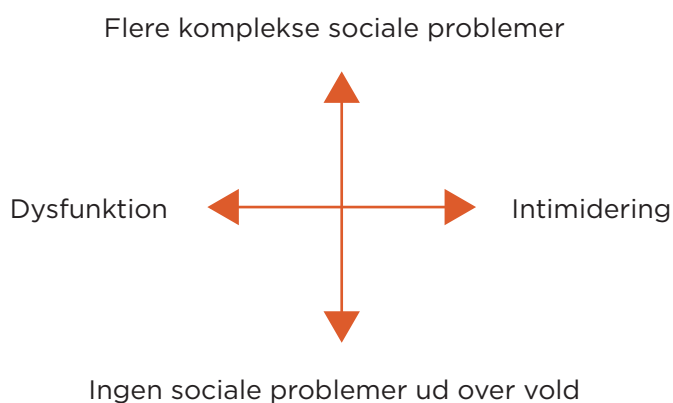 Flere komplekse sociale problemer
Dysfunktion
Intimidering
Ingen sociale problemer ud over vold